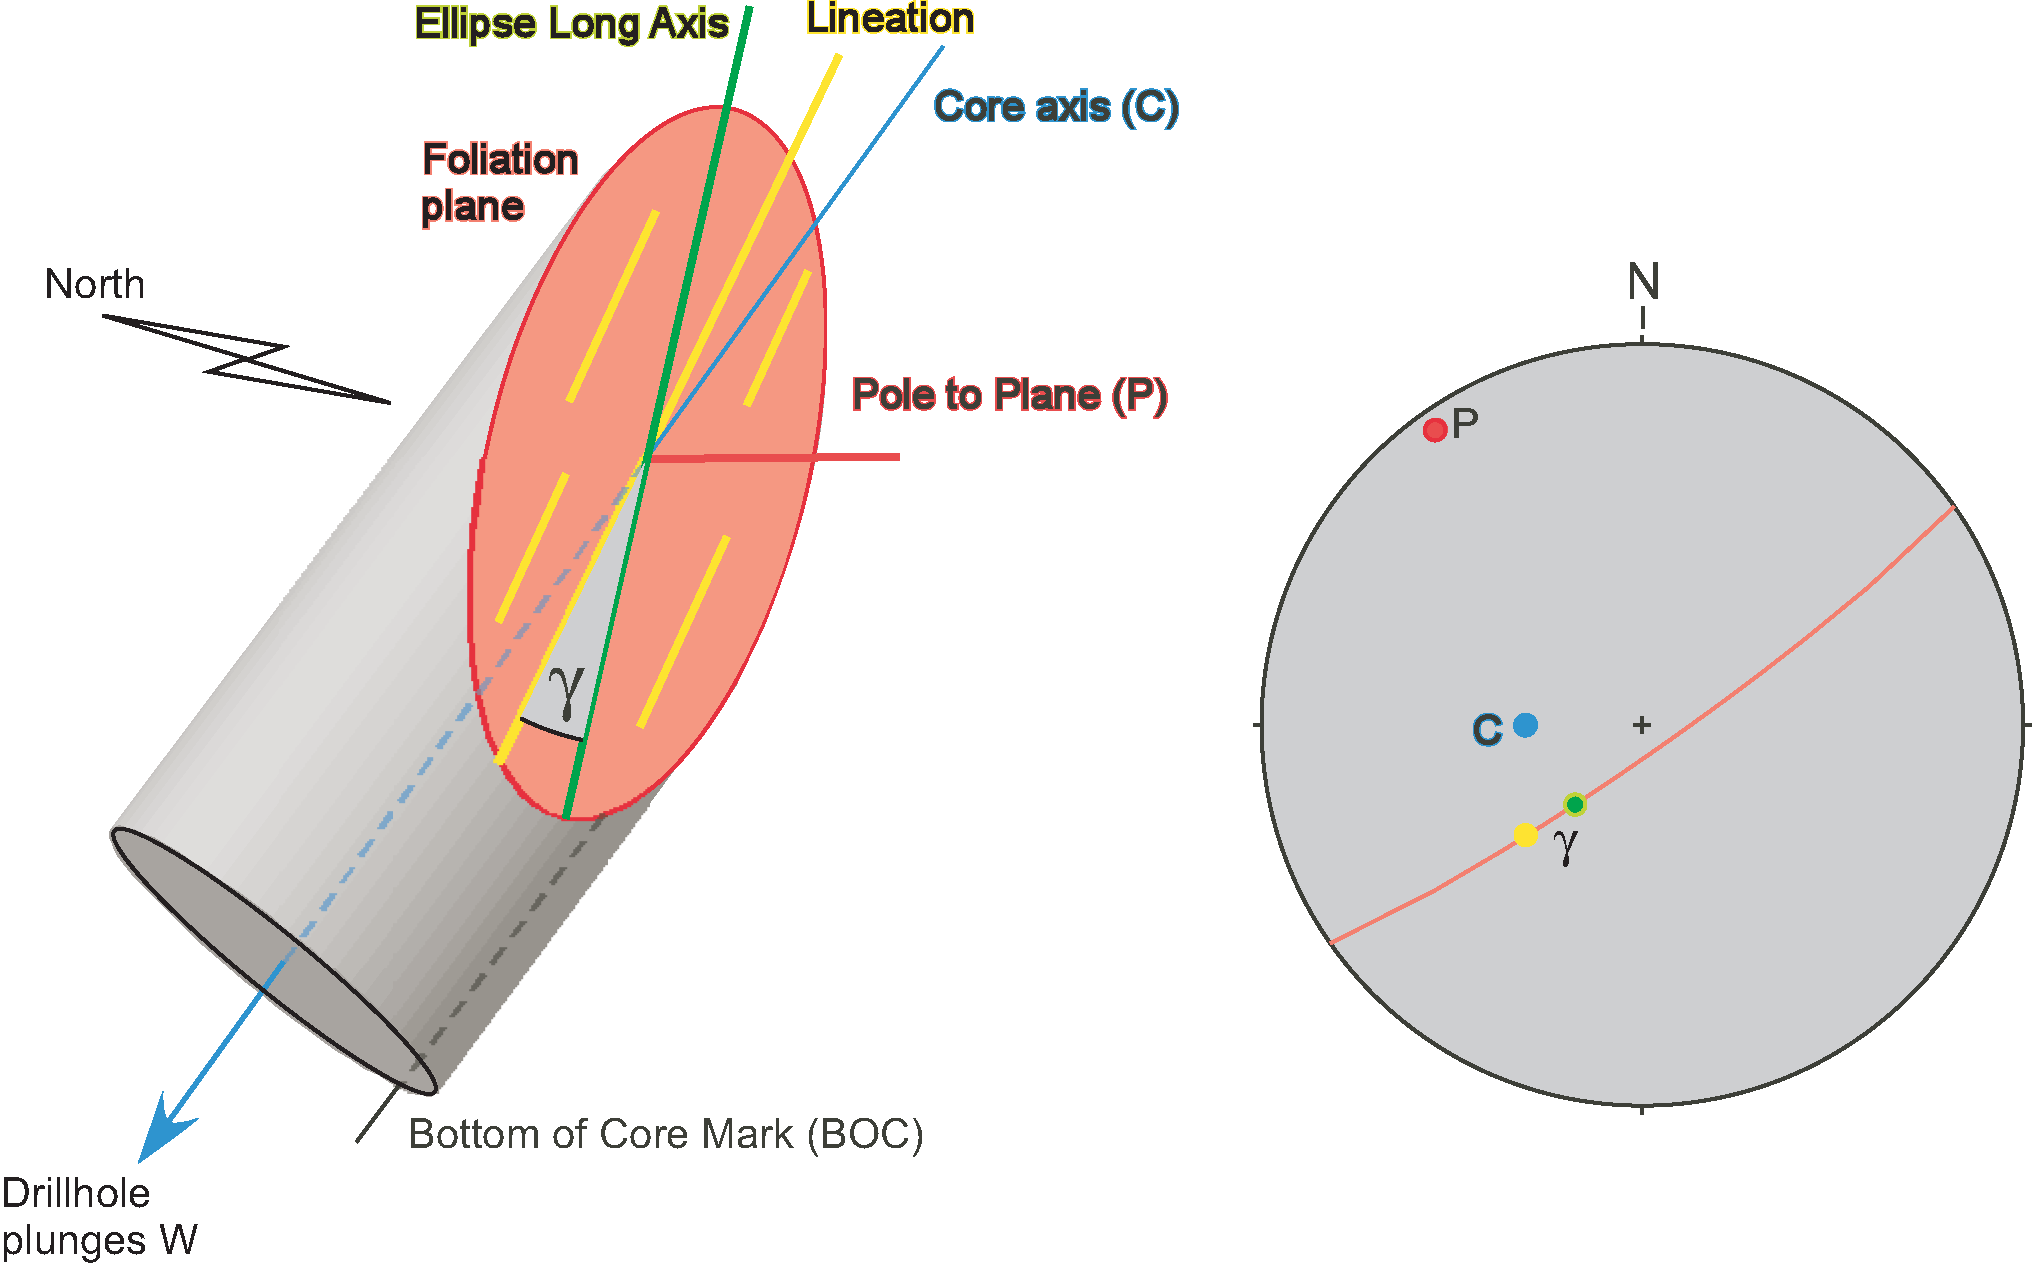 Ellipse Long Axis
Lineation
Core axis (C)
Foliation
plane
North
Pole to Plane (P)
γ
Bottom of Core Mark (BOC)
Drillhole
plunges W
N
P
C
γ